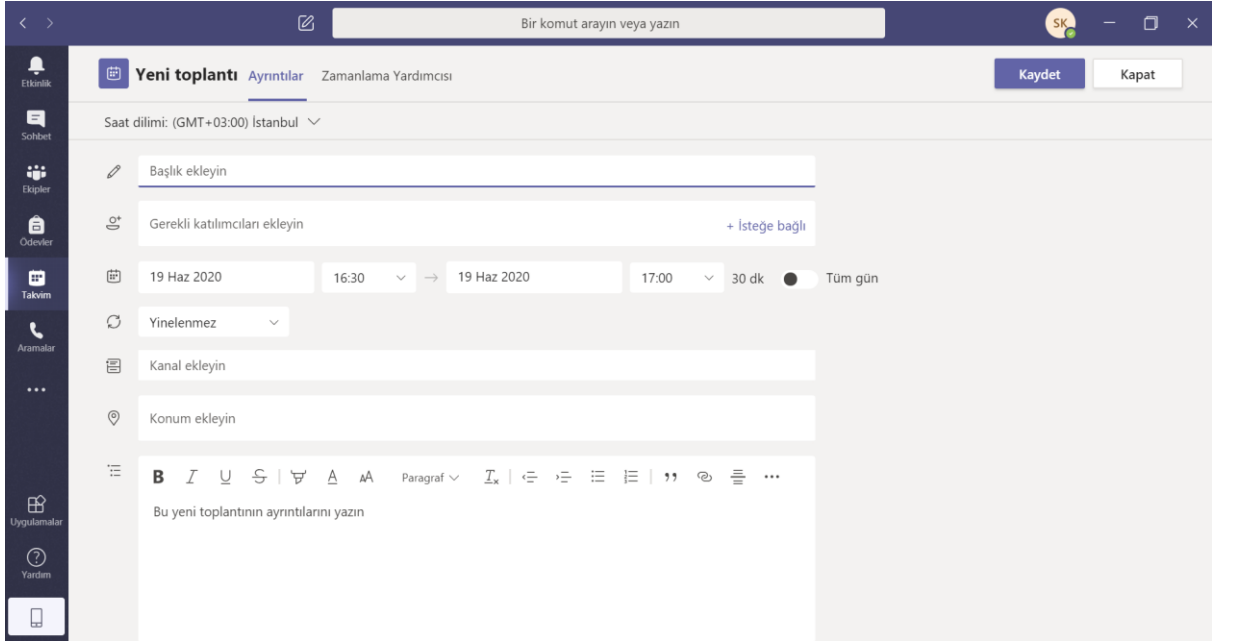 Bir komut arayın veya yazın
SK
Etkinlik
Sohbet
Ekipler
Ödevler
Takvim
Aramalar
Uygulamalar
Yardım
Yeni toplantı Ayrıntılar Zamanlama Yardımcısı Kaydet Kapat
Saat dilimi: (GMT+03:00) İstanbul
Başlık ekleyin
Gerekli katılımcıları ekleyin + İsteğe bağlı
19 Haz 2020 16:30 → 19 Haz 2020 17:00 30 dk Tüm gün
Yinelenmez
Kanal ekleyin
Konum ekleyin
B I U S A AA Paragraf Tx
Bu yeni toplantının ayrıntılarını yazın